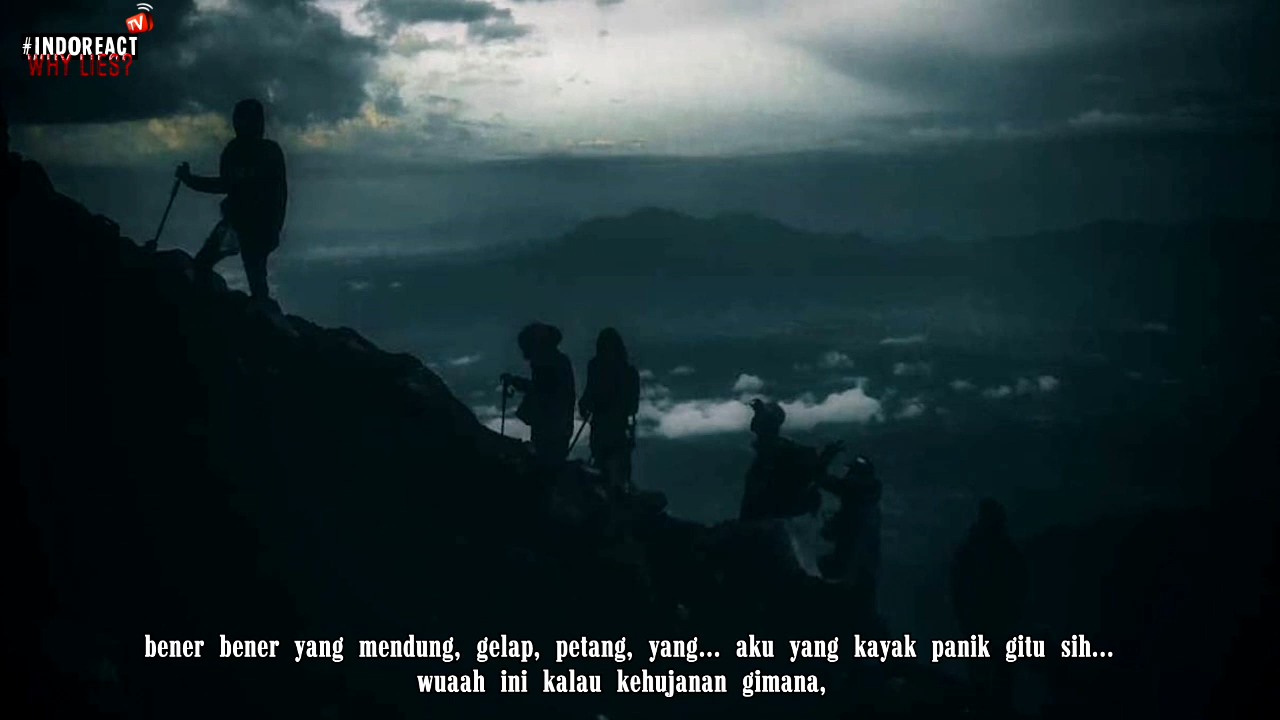 TV
#INDOREACT
WHY LIES?
bener bener yang mendung, gelap, petang, yang... aku yang kayak panik gitu sih...
wuaah ini kalau kehujanan gimana,